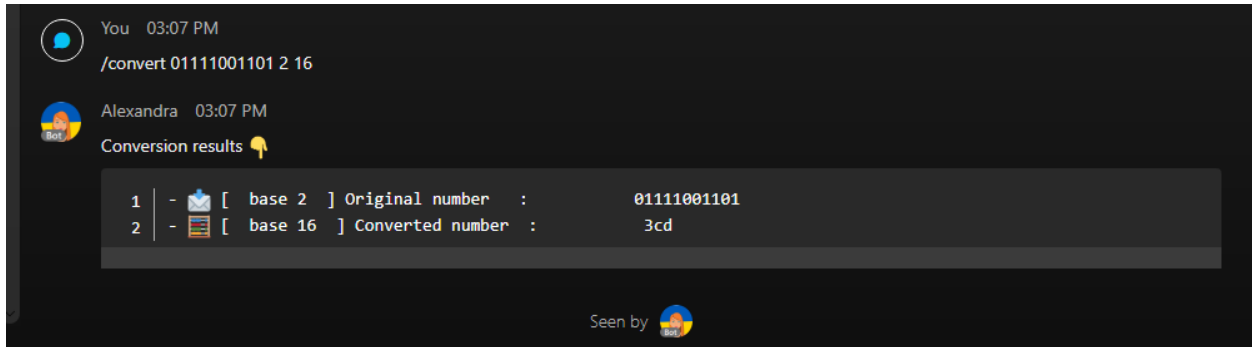 You 03:07 PM
/convert 01111001101 2 16
Alexandra 03:07 PM
Bot
Conversion results 👇
1 - 📩 [ base 2 ] Original number : 01111001101
2 - 🧮 [ base 16 ] Converted number : 3cd
Seen by
Bot